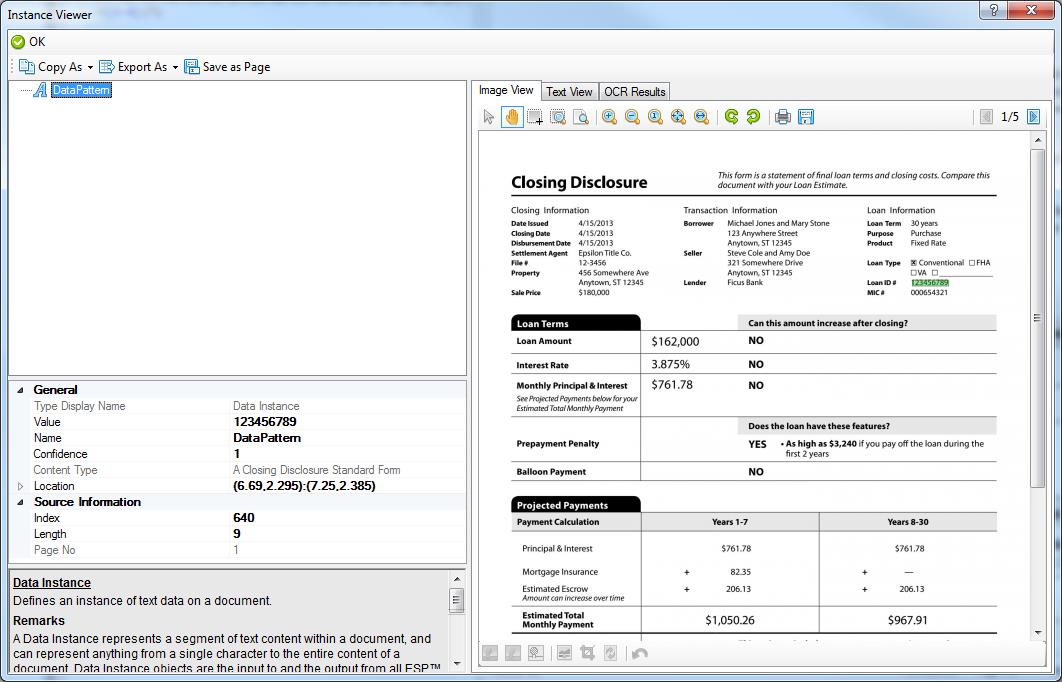 Instance Viewer
OK
Copy As Export As Save as Page
DataPattern
General
Type Display Name Data Instance
Value 123456789
Name DataPattern
Confidence 1
Content Type A Closing Disclosure Standard Form
Location (6.69,2.295):(7.25,2.385)
Source Information
Index 640
Length 9
Page No 1
Data Instance
Defines an instance of text data on a document.
Remarks
A Data Instance represents a segment of text content within a document, and
can represent anything from a single character to the entire content of a
document. Data Instance objects are the input to and the output from all ESP™
Image View Text View OCR Results
1/5
Closing Disclosure
This form is a statement of final loan terms and closing costs. Compare this
document with your Loan Estimate.
Closing Information
Date Issued 4/15/2013
Closing Date 4/15/2013
Disbursement Date 4/15/2013
Settlement Agent Epsilon Title Co.
File # 12-3456
Property 456 Somewhere Ave
Anytown, ST 12345
Sale Price $180,000
Transaction Information
Borrower Michael Jones and Mary Stone
123 Anywhere Street
Anytown, ST 12345
Seller Steve Cole and Amy Doe
321 Somewhere Drive
Anytown, ST 12345
Lender Ficus Bank
Loan Information
Loan Term 30 years
Purpose Purchase
Product Fixed Rate
Loan Type ☒ Conventional ☐ FHA
☐ VA ☐
Loan ID # 123456789
MIC # 000654321
Loan Terms Can this amount increase after closing?
Loan Amount $162,000 NO
Interest Rate 3.875% NO
Monthly Principal & Interest $761.78 NO
See Projected Payments below for your
Estimated Total Monthly Payment
Does the loan have these features?
Prepayment Penalty YES • As high as $3,240 if you pay off the loan during the
first 2 years
Balloon Payment NO
Projected Payments
Payment Calculation Years 1-7 Years 8-30
Principal & Interest $761.78 $761.78
Mortgage Insurance + 82.35 + —
Estimated Escrow + 206.13 + 206.13
Amount can increase over time
Estimated Total
Monthly Payment $1,050.26 $967.91